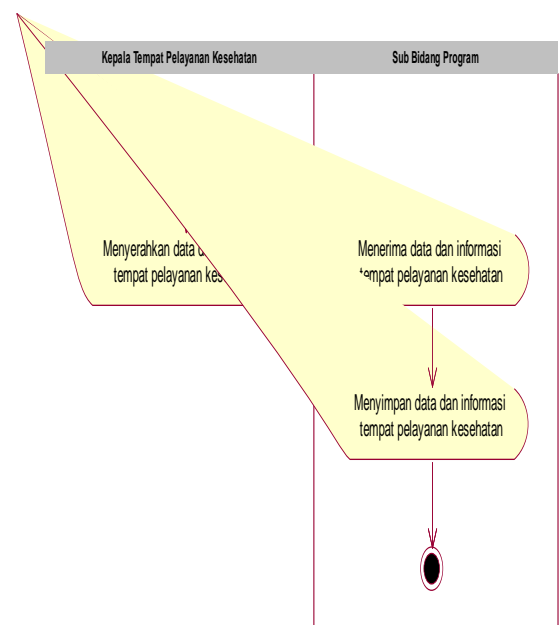 Kepala Tempat Pelayanan Kesehatan
Sub Bidang Program
Menyerahkan data
tempat pelayanan
Menerima data dan informasi
tempat pelayanan kesehatan
Menyimpan data dan informasi
tempat pelayanan kesehatan